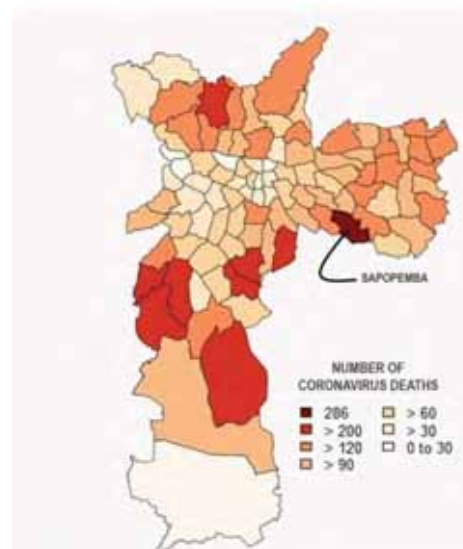 SAPOPEMBA
NUMBER OF
CORONAVIRUS DEATHS
286
> 200
> 120
> 90
> 60
> 30
0 to 30